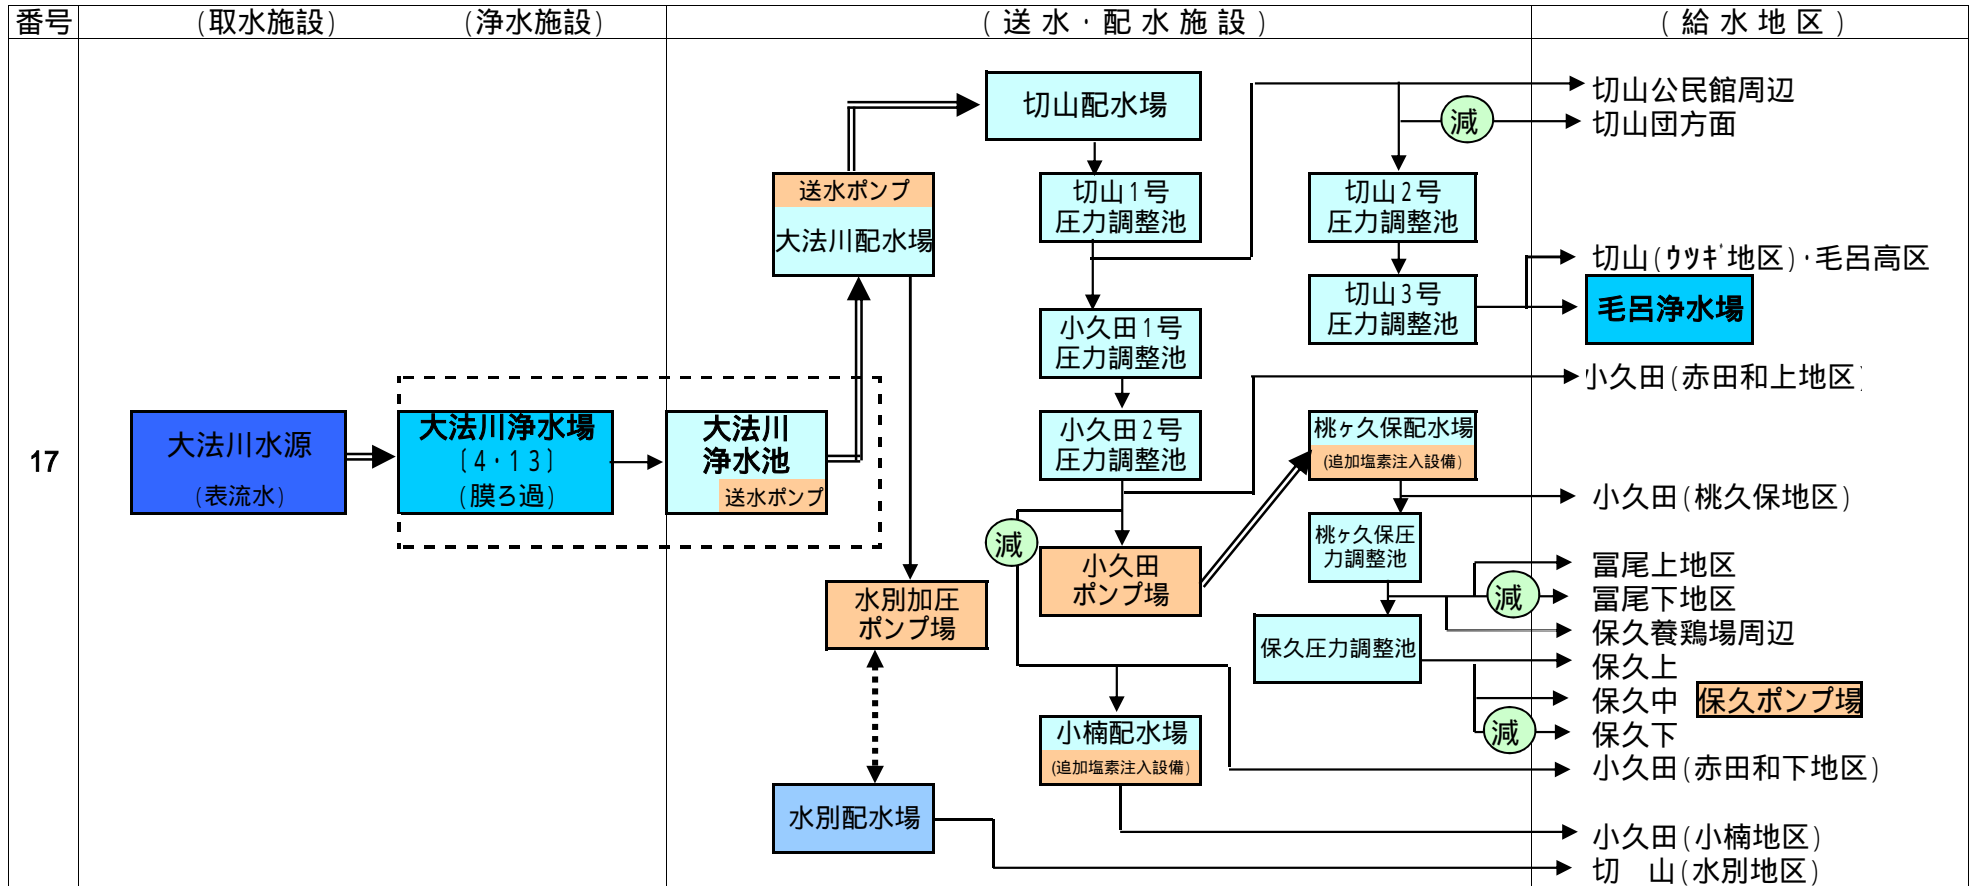 番号
(取水施設)
(浄水施設)
(送水・配水施設)
(給水地区)
17
大法川水源
(表流水)
大法川浄水場
〔4・13〕
(膜ろ過)
大法川
浄水池
送水ポンプ
送水ポンプ
大法川配水場
水別加圧
ポンプ場
水別配水場
切山配水場
切山1号
圧力調整池
小久田1号
圧力調整池
小久田2号
圧力調整池
減
小久田
ポンプ場
小楠配水場
(追加塩素注入設備)
減
切山2号
圧力調整池
切山3号
圧力調整池
桃ヶ久保配水場
(追加塩素注入設備)
桃ヶ久保圧
力調整池
保久圧力調整池
減
減
切山公民館周辺
切山団方面
切山(ｳﾂｷﾞ地区)・毛呂高区
毛呂浄水場
小久田(赤田和上地区)
小久田(桃久保地区)
冨尾上地区
冨尾下地区
保久養鶏場周辺
保久上
保久中
保久ポンプ場
保久下
小久田(赤田和下地区)
小久田(小楠地区)
切　山(水別地区)